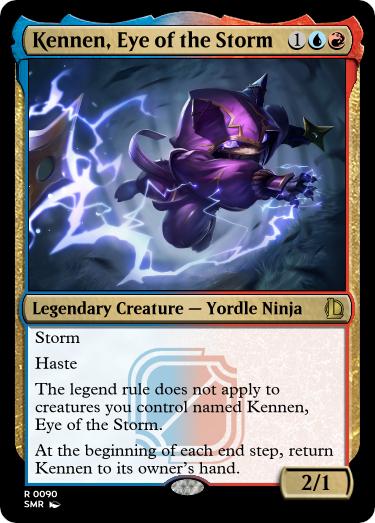 Kennen, Eye of the Storm 1
Legendary Creature — Yordle Ninja
Storm
Haste
The legend rule does not apply to
creatures you control named Kennen,
Eye of the Storm.
At the beginning of each end step, return
Kennen to its owner's hand.
2/1
R 0090
SMR